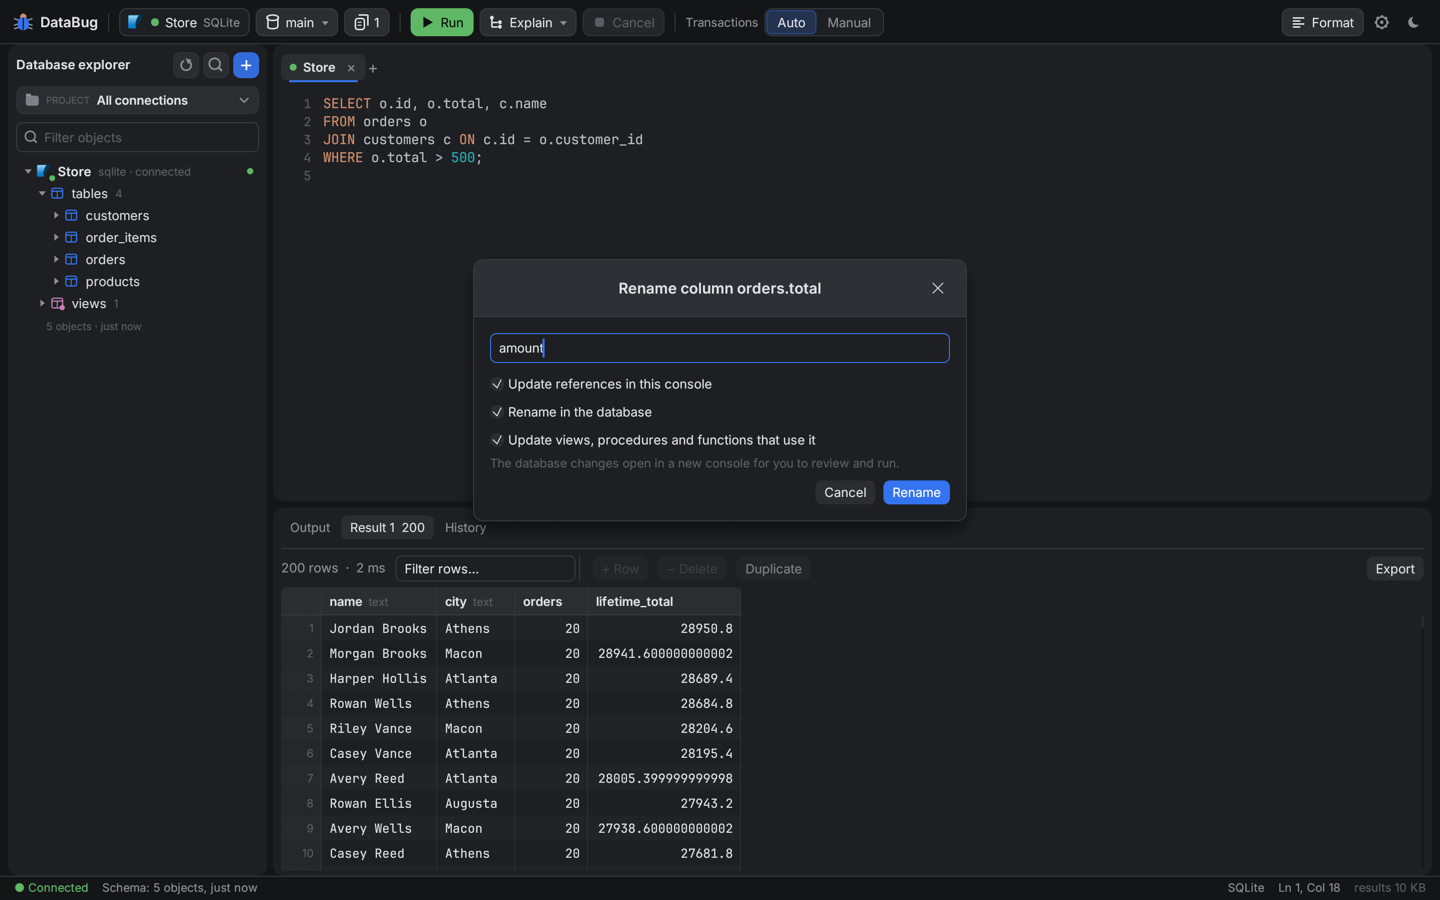 DataBug
Store SQLite
main
1
Run
Explain
Cancel
Transactions
Auto
Manual
Format
Database explorer
PROJECT All connections
Filter objects
Store sqlite · connected
tables 4
customers
order_items
orders
products
views 1
5 objects · just now
Store
1 SELECT o.id, o.total, c.name
2 FROM orders o
3 JOIN customers c ON c.id = o.customer_id
4 WHERE o.total > 500;
5
Rename column orders.total
amount
Update references in this console
Rename in the database
Update views, procedures and functions that use it
The database changes open in a new console for you to review and run.
Cancel
Rename
Output
Result 1 200
History
200 rows · 2 ms
Filter rows...
+ Row
− Delete
Duplicate
Export
name text city text orders lifetime_total
1 Jordan Brooks Athens 20 28950.8
2 Morgan Brooks Macon 20 28941.600000000002
3 Harper Hollis Atlanta 20 28689.4
4 Rowan Wells Athens 20 28684.8
5 Riley Vance Macon 20 28204.6
6 Casey Vance Atlanta 20 28195.4
7 Avery Reed Atlanta 20 28005.399999999998
8 Rowan Ellis Augusta 20 27943.2
9 Avery Wells Macon 20 27938.600000000002
10 Casey Reed Athens 20 27681.8
Connected
Schema: 5 objects, just now
SQLite
Ln 1, Col 18
results 10 KB